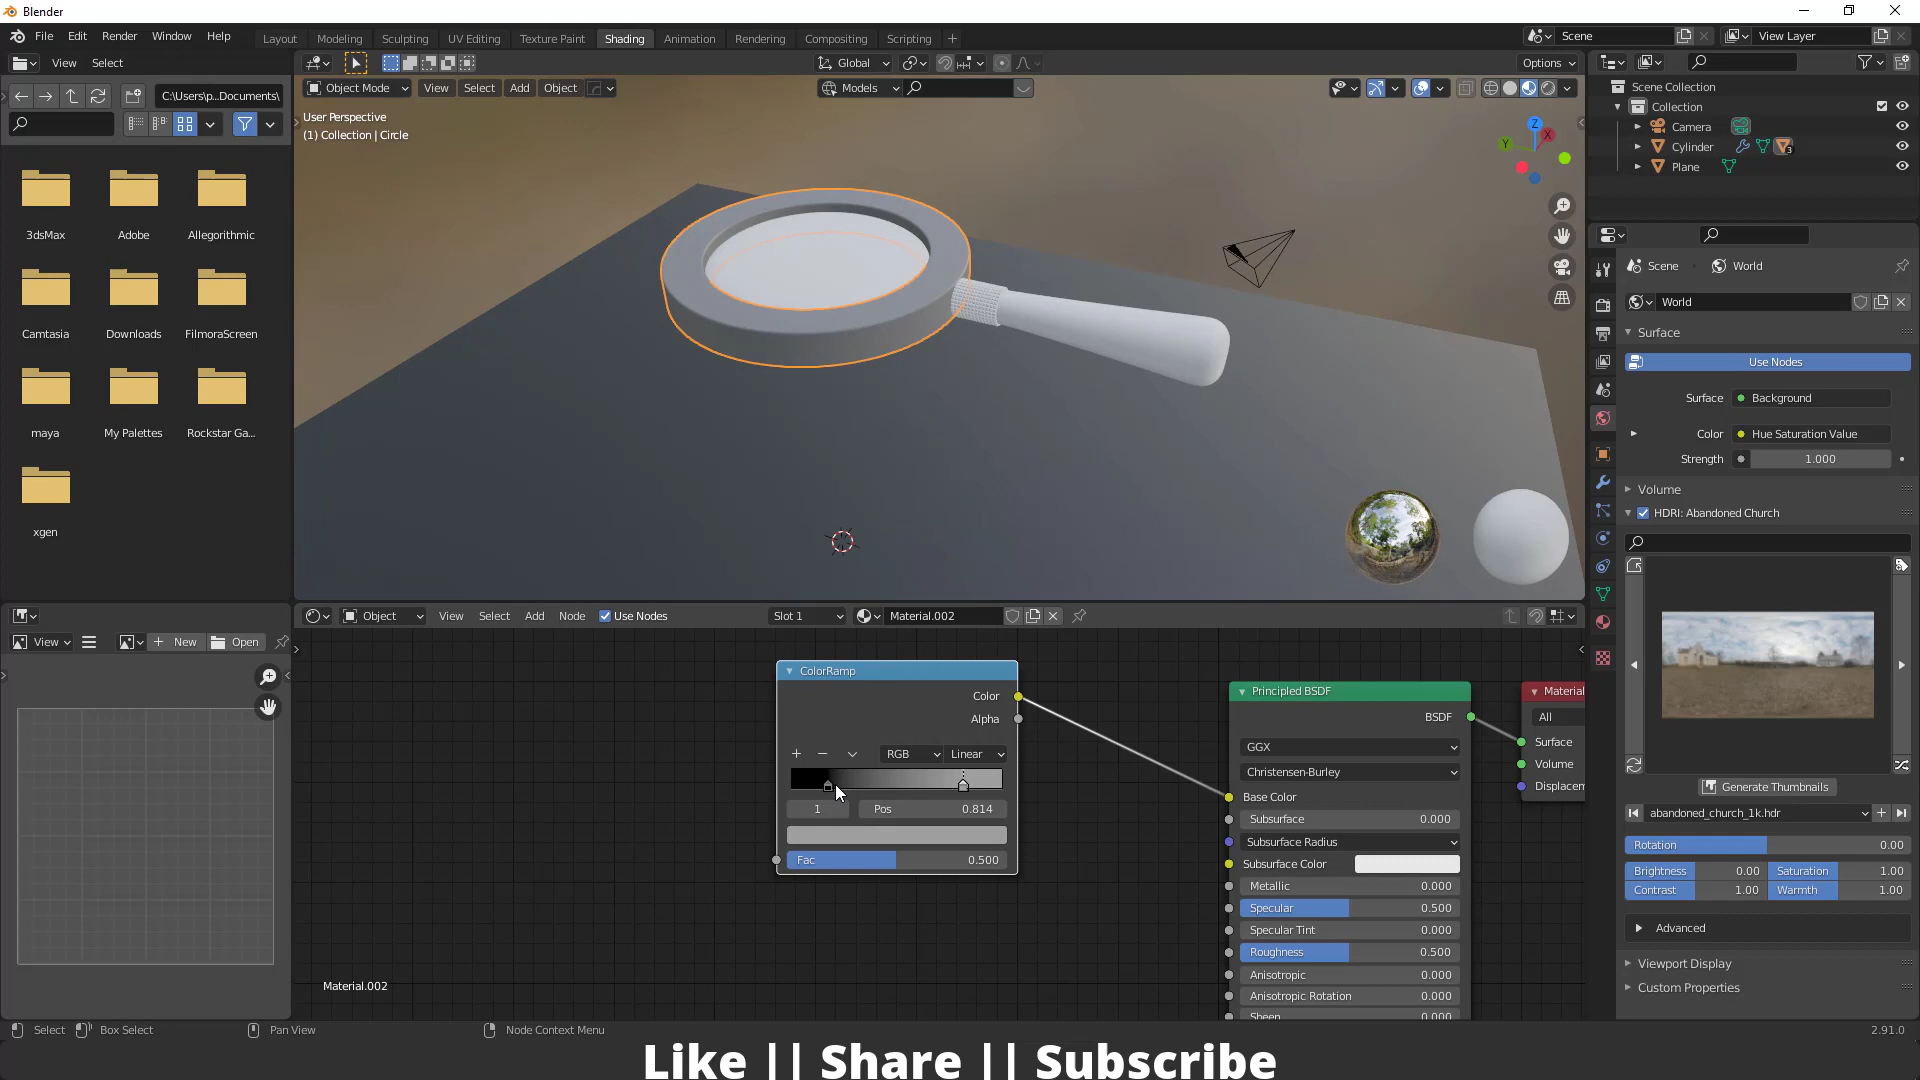 Blender
File Edit Render Window Help
Layout Modeling Sculpting UV Editing Texture Paint Shading Animation Rendering Compositing Scripting
Scene
View Layer
View Select
Global
Options
C:\Users\p...Documents\
Object Mode View Select Add Object
Models
User Perspective
(1) Collection | Circle
Z
X
Y
Scene Collection
Collection
Camera
Cylinder
3
Plane
3dsMax Adobe Allegorithmic
Camtasia Downloads FilmoraScreen
maya My Palettes Rockstar Ga...
xgen
Scene World
World
Surface
Use Nodes
Surface Background
Color Hue Saturation Value
Strength 1.000
Volume
HDRI: Abandoned Church
Generate Thumbnails
abandoned_church_1k.hdr
Rotation 0.00
Brightness 0.00 Saturation 1.00
Contrast 1.00 Warmth 1.00
Advanced
Viewport Display
Custom Properties
View New Open
Object View Select Add Node Use Nodes Slot 1 Material.002
ColorRamp
Color
Alpha
RGB Linear
1 Pos 0.814
Fac 0.500
Principled BSDF
BSDF
GGX
Christensen-Burley
Base Color
Subsurface 0.000
Subsurface Radius
Subsurface Color
Metallic 0.000
Specular 0.500
Specular Tint 0.000
Roughness 0.500
Anisotropic 0.000
Anisotropic Rotation 0.000
Sheen 0.000
Material
All
Surface
Volume
Displacem
Material.002
Select Box Select Pan View Node Context Menu 2.91.0
Like || Share || Subscribe